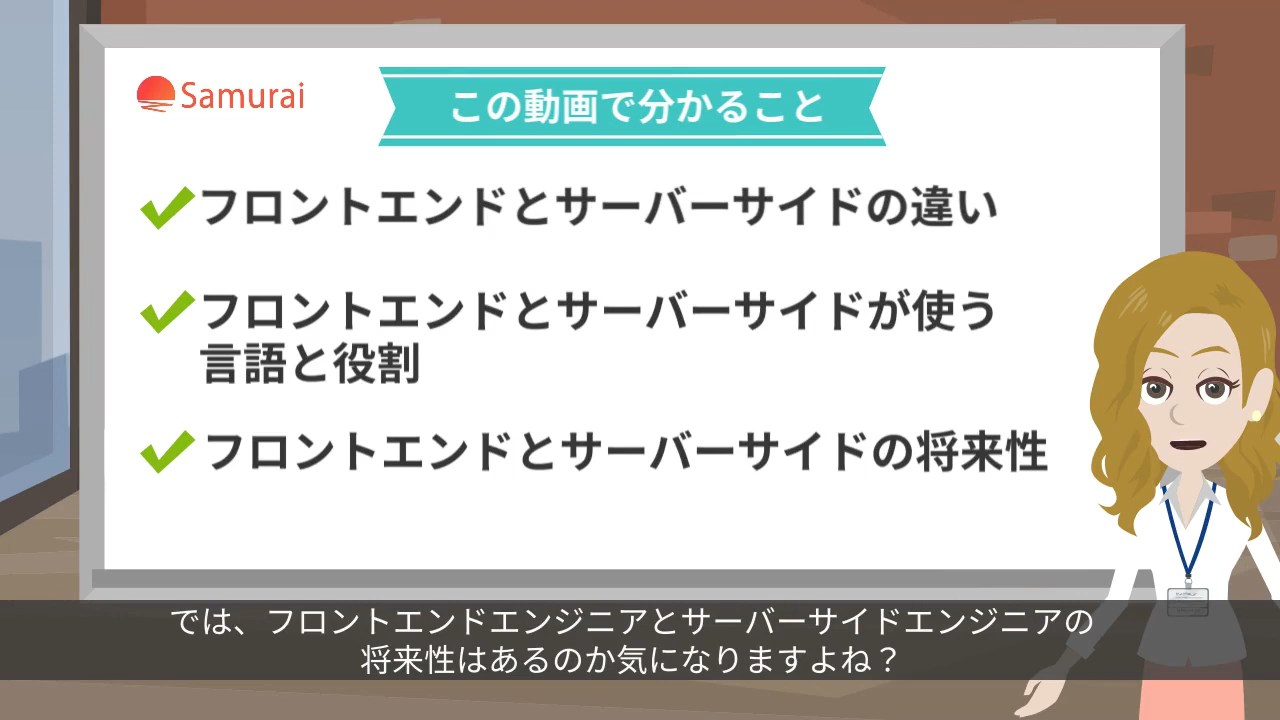 Samurai
この動画で分かること
フロントエンドとサーバーサイドの違い
フロントエンドとサーバーサイドが使う
言語と役割
フロントエンドとサーバーサイドの将来性
では、フロントエンドエンジニアとサーバーサイドエンジニアの
将来性はあるのか気になりますよね？